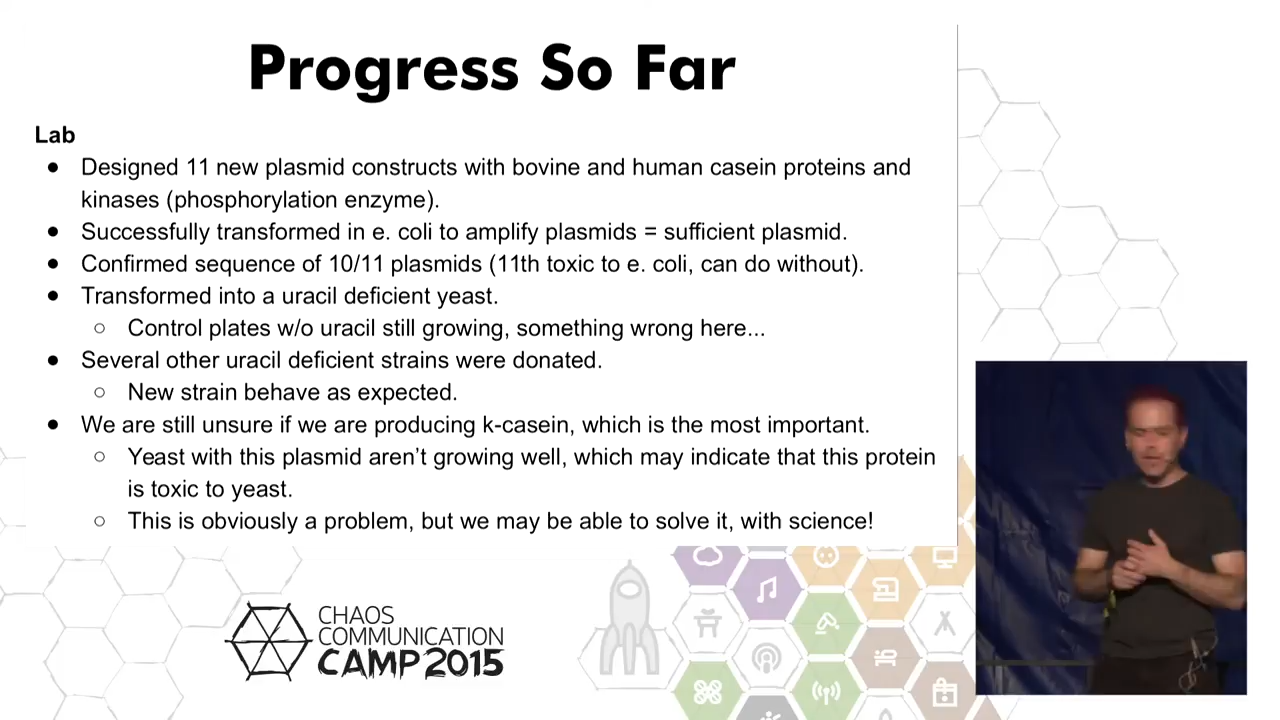 Progress So Far
Lab
● Designed 11 new plasmid constructs with bovine and human casein proteins and
kinases (phosphorylation enzyme).
● Successfully transformed in e. coli to amplify plasmids = sufficient plasmid.
● Confirmed sequence of 10/11 plasmids (11th toxic to e. coli, can do without).
● Transformed into a uracil deficient yeast.
○ Control plates w/o uracil still growing, something wrong here...
● Several other uracil deficient strains were donated.
○ New strain behave as expected.
● We are still unsure if we are producing k-casein, which is the most important.
○ Yeast with this plasmid aren’t growing well, which may indicate that this protein
is toxic to yeast.
○ This is obviously a problem, but we may be able to solve it, with science!
CHAOS
COMMUNICATION
CAMP 2015